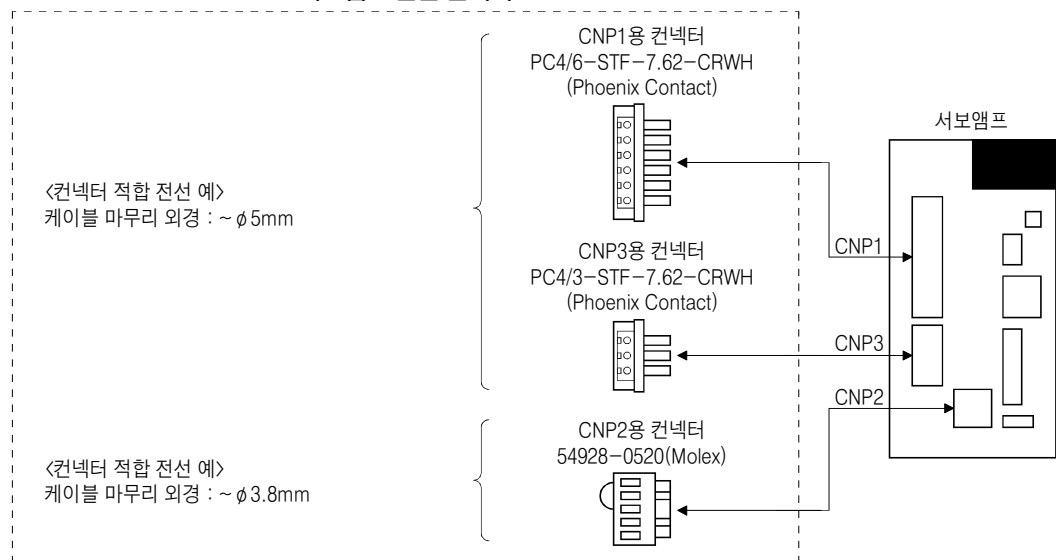 CNP1용 컨넥터
PC4/6-STF-7.62-CRWH
(Phoenix Contact)
서보앰프
〈컨넥터 적합 전선 예〉
케이블 마무리 외경 : ~φ5mm
CNP1
CNP3용 컨넥터
PC4/3-STF-7.62-CRWH
(Phoenix Contact)
CNP3
CNP2
CNP2용 컨넥터
54928-0520(Molex)
〈컨넥터 적합 전선 예〉
케이블 마무리 외경 : ~φ3.8mm